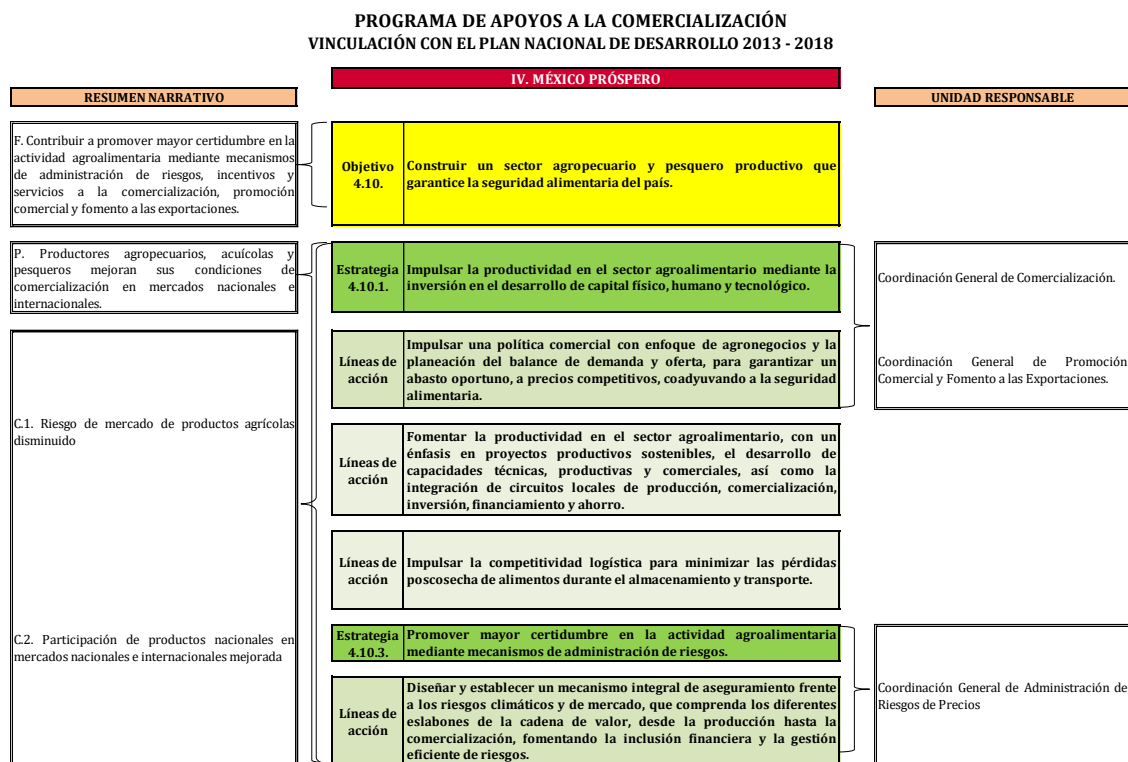 PROGRAMA DE APOYOS A LA COMERCIALIZACIÓN
VINCULACIÓN CON EL PLAN NACIONAL DE DESARROLLO 2013 - 2018
IV. MÉXICO PRÓSPERO
RESUMEN NARRATIVO
UNIDAD RESPONSABLE
F. Contribuir a promover mayor certidumbre en la
actividad agroalimentaria mediante mecanismos
de administración de riesgos, incentivos y
servicios a la comercialización, promoción
comercial y fomento a las exportaciones.
Objetivo
4.10.
Construir un sector agropecuario y pesquero productivo que
garantice la seguridad alimentaria del país.
P. Productores agropecuarios, acuícolas y
pesqueros mejoran sus condiciones de
comercialización en mercados nacionales e
internacionales.
Estrategia
4.10.1.
Impulsar la productividad en el sector agroalimentario mediante la
inversión en el desarrollo de capital físico, humano y tecnológico.
Coordinación General de Comercialización.
Líneas de
acción
Impulsar una política comercial con enfoque de agronegocios y la
planeación del balance de demanda y oferta, para garantizar un
abasto oportuno, a precios competitivos, coadyuvando a la seguridad
alimentaria.
Coordinación General de Promoción
Comercial y Fomento a las Exportaciones.
C.1. Riesgo de mercado de productos agrícolas
disminuido
Líneas de
acción
Fomentar la productividad en el sector agroalimentario, con un
énfasis en proyectos productivos sostenibles, el desarrollo de
capacidades técnicas, productivas y comerciales, así como la
integración de circuitos locales de producción, comercialización,
inversión, financiamiento y ahorro.
Líneas de
acción
Impulsar la competitividad logística para minimizar las pérdidas
poscosecha de alimentos durante el almacenamiento y transporte.
C.2. Participación de productos nacionales en
mercados nacionales e internacionales mejorada
Estrategia
4.10.3.
Promover mayor certidumbre en la actividad agroalimentaria
mediante mecanismos de administración de riesgos.
Líneas de
acción
Diseñar y establecer un mecanismo integral de aseguramiento frente
a los riesgos climáticos y de mercado, que comprenda los diferentes
eslabones de la cadena de valor, desde la producción hasta la
comercialización, fomentando la inclusión financiera y la gestión
eficiente de riesgos.
Coordinación General de Administración de
Riesgos de Precios